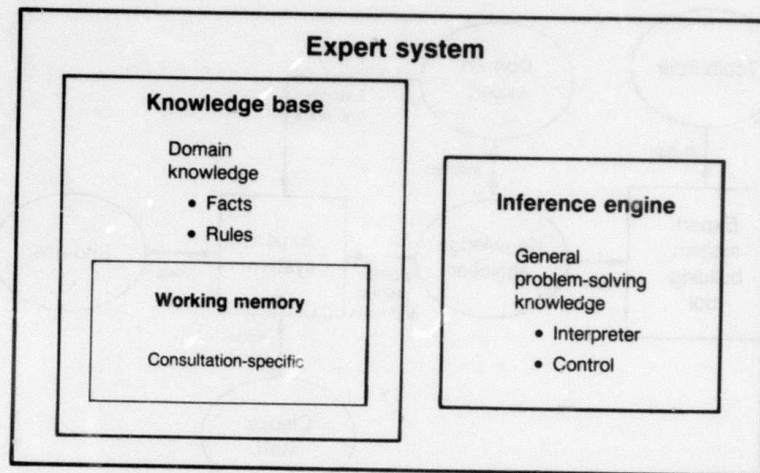 Expert system
Knowledge base
Domain
knowledge
• Facts
• Rules
Working memory
Consultation-specific
Inference engine
General
problem-solving
knowledge
• Interpreter
• Control